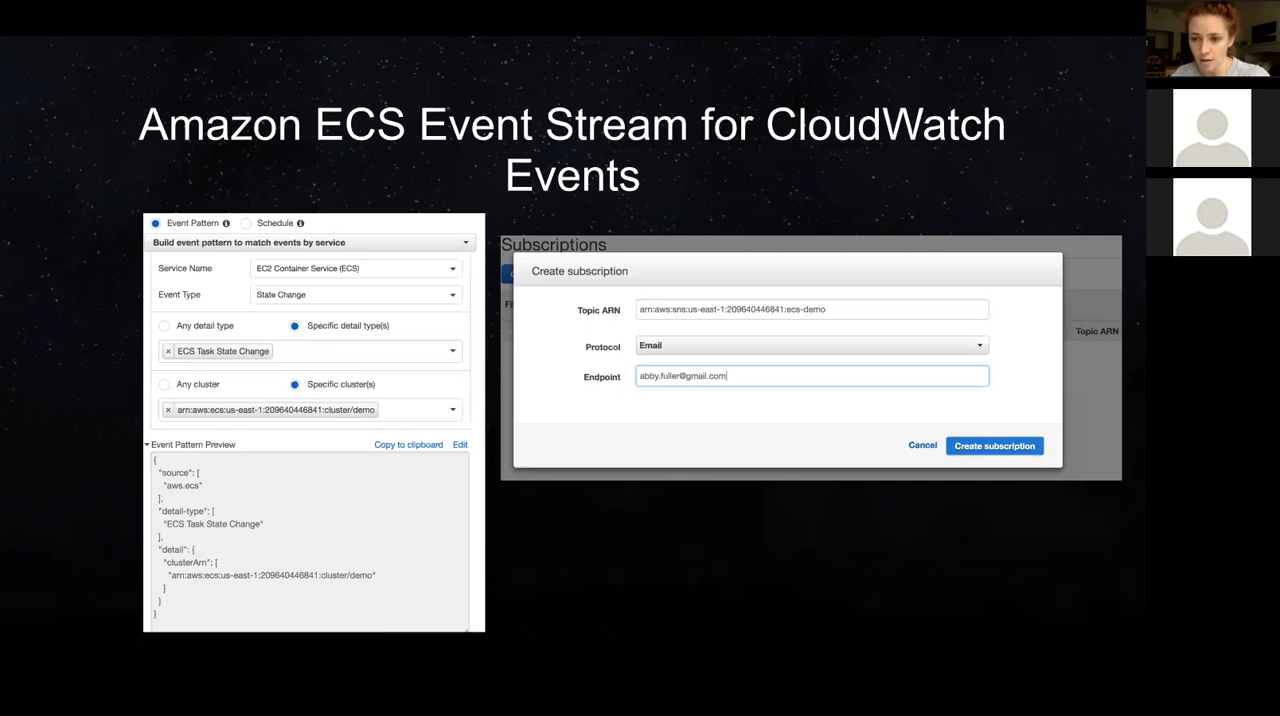 Amazon ECS Event Stream for CloudWatch
Events
Event Pattern
Schedule
Build event pattern to match events by service
Service Name
EC2 Container Service (ECS)
Event Type
State Change
Any detail type
Specific detail type(s)
× ECS Task State Change
Any cluster
Specific cluster(s)
× arn:aws:ecs:us-east-1:209640446841:cluster/demo
Event Pattern Preview
Copy to clipboard
Edit
{
"source": [
"aws.ecs"
],
"detail-type": [
"ECS Task State Change"
],
"detail": {
"clusterArn": [
"arn:aws:ecs:us-east-1:209640446841:cluster/demo"
]
}
}
Subscriptions
Create subscription
Topic ARN
arn:aws:sns:us-east-1:209640446841:ecs-demo
Protocol
Email
Endpoint
abby.fuller@gmail.com
Cancel
Create subscription
Topic ARN